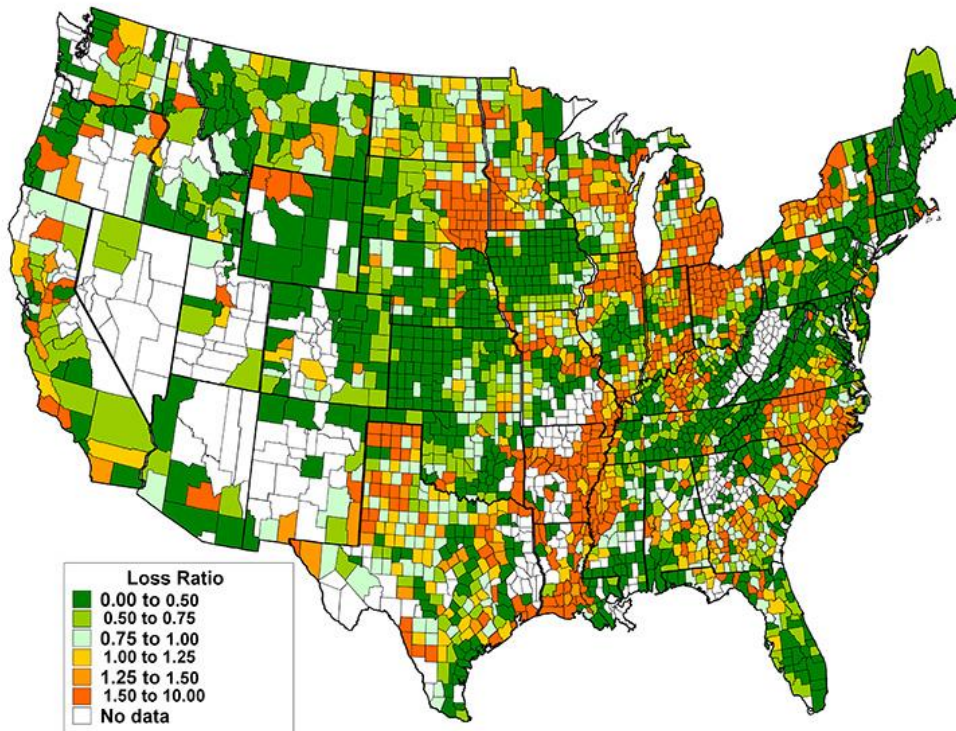 Loss Ratio
0.00 to 0.50
0.50 to 0.75
0.75 to 1.00
1.00 to 1.25
1.25 to 1.50
1.50 to 10.00
No data